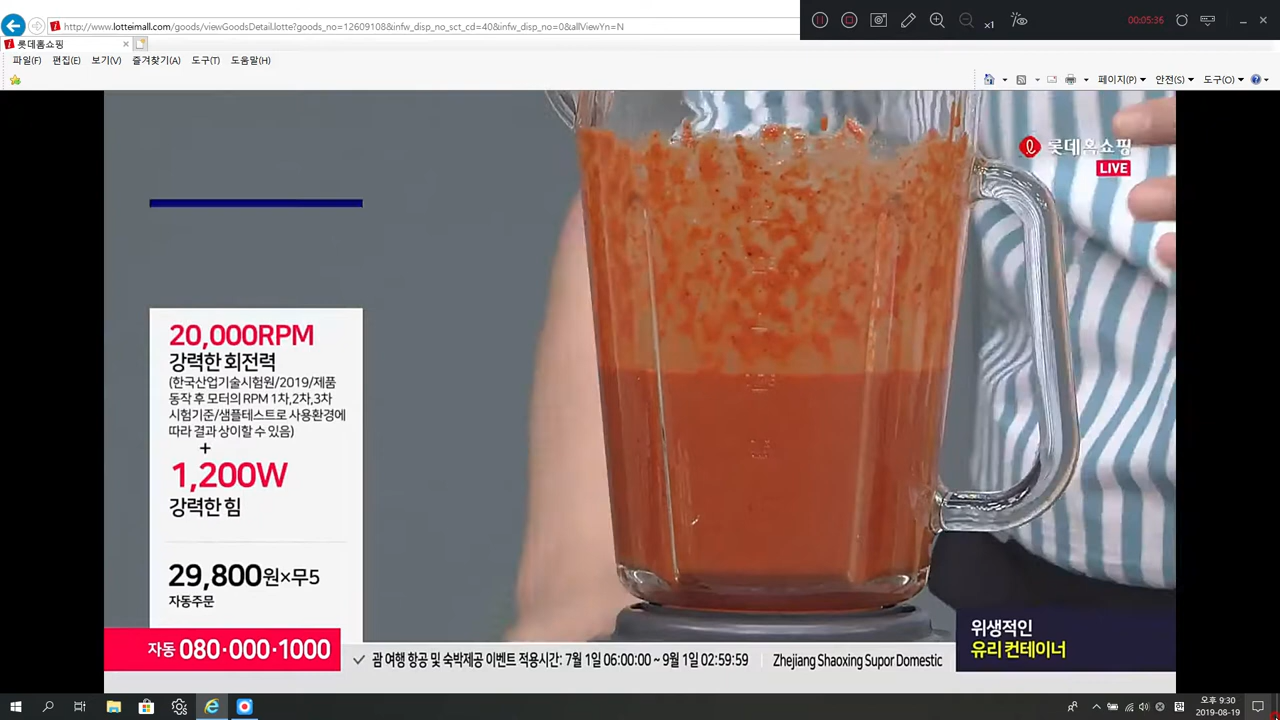 http://www.lotteimall.com/goods/viewGoodsDetail.lotte?goods_no=12609108&infw_disp_no_sct_cd=40&infw_disp_no=0&allViewYn=N
×1
00:05:36
롯데홈쇼핑
파일(F) 편집(E) 보기(V) 즐겨찾기(A) 도구(T) 도움말(H)
페이지(P) 안전(S) 도구(O)
롯데홈쇼핑
LIVE
20,000RPM
강력한 회전력
(한국산업기술시험원/2019/제품
동작 후 모터의 RPM 1차,2차,3차
시험기준/샘플테스트로 사용환경에
따라 결과 상이할 수 있음)
+
1,200W
강력한 힘
29,800원×무5
자동주문
위생적인
유리 컨테이너
자동 080·000·1000
괌 여행 항공 및 숙박제공 이벤트 적용시간: 7월 1일 06:00:00 ~ 9월 1일 02:59:59
Zhejiang Shaoxing Supor Domestic
오후 9:30
2019-08-19